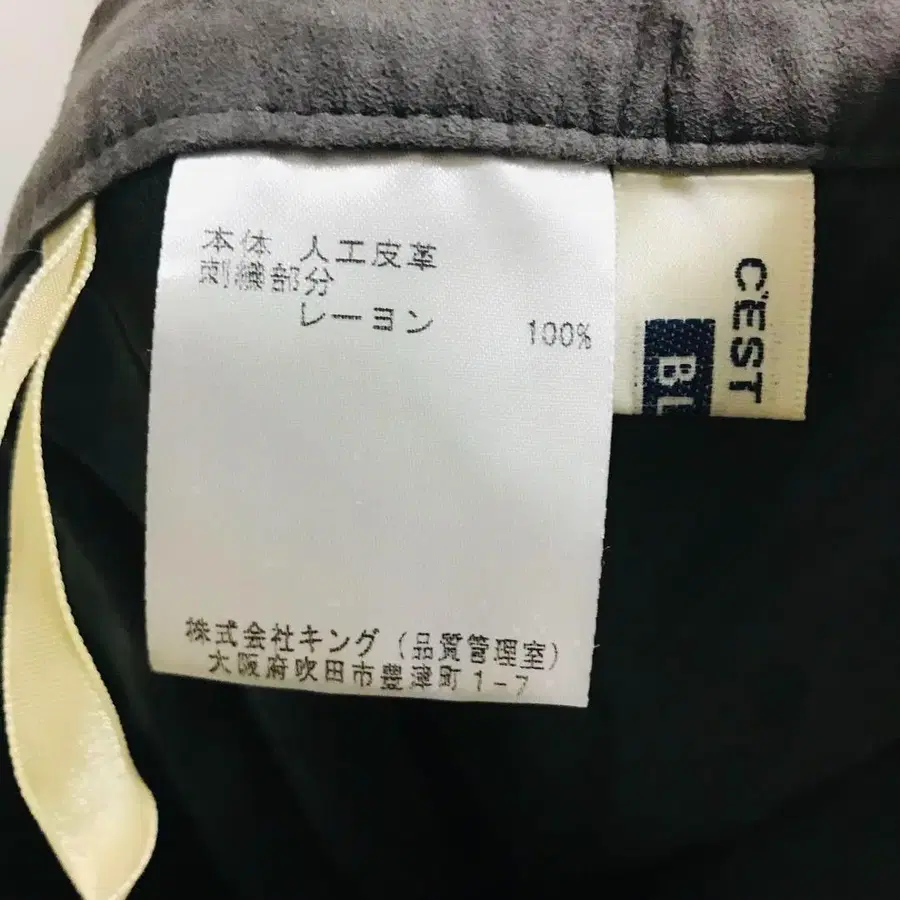 本体 人工皮革
刺繍部分
レーヨン 100%
株式会社キング（品質管理室）
大阪府吹田市豊津町1-7
C'EST
BL